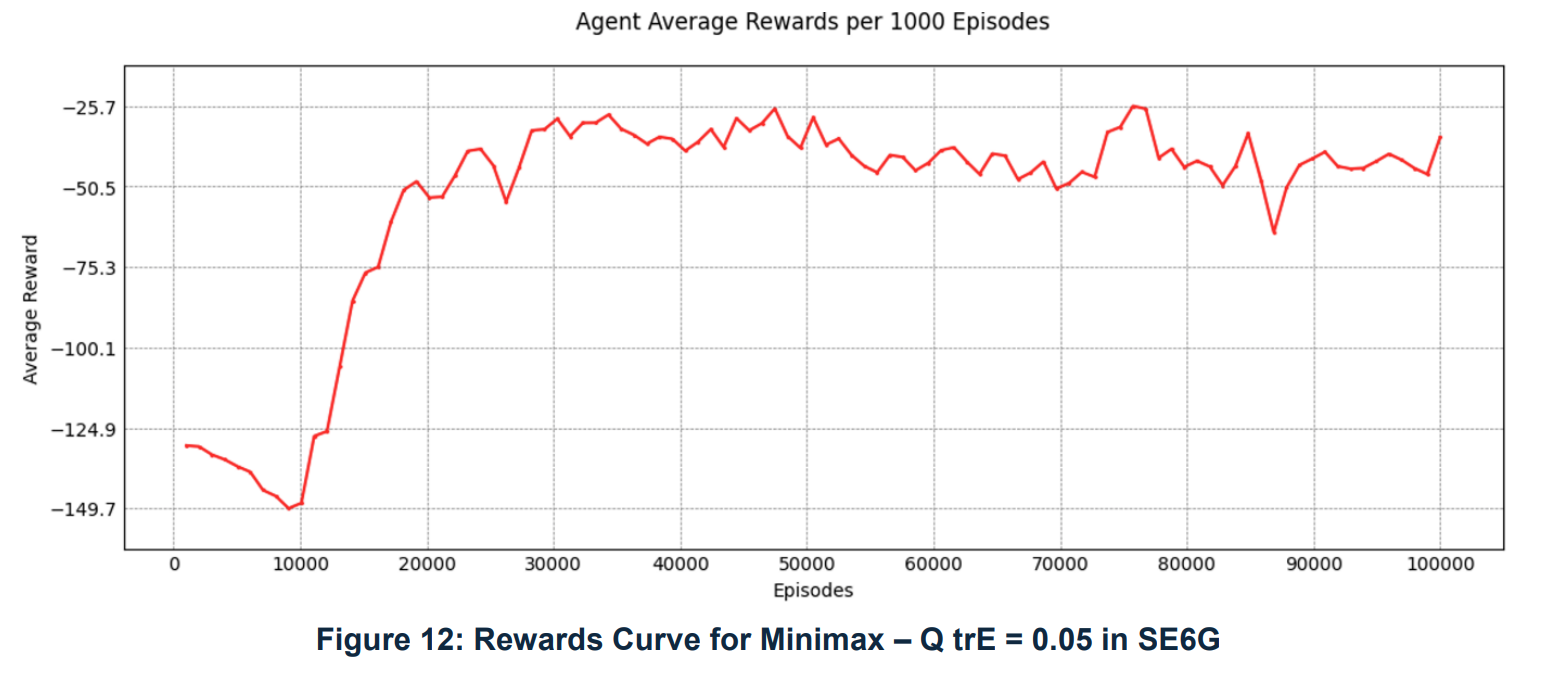 Agent Average Rewards per 1000 Episodes
−25.7
−50.5
−75.3
−100.1
−124.9
−149.7
Average Reward
0 10000 20000 30000 40000 50000 60000 70000 80000 90000 100000
Episodes
Figure 12: Rewards Curve for Minimax – Q trE = 0.05 in SE6G